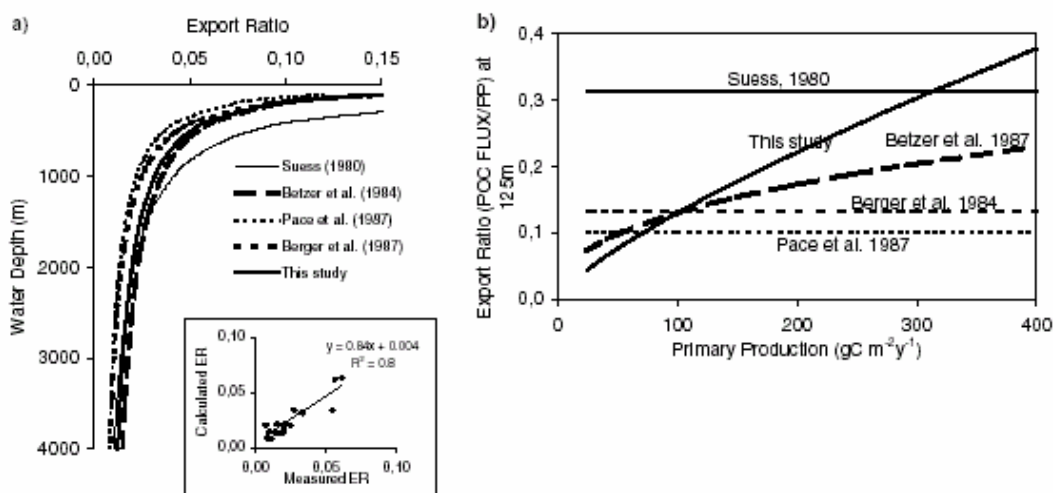 a)
Export Ratio
0,00 0,05 0,10 0,15
0
1000
2000
3000
4000
Water Depth (m)
Suess (1980)
Betzer et al. (1984)
Pace et al. (1987)
Berger et al. (1987)
This study
0,10
0,05
0,00
Calculated ER
y = 0.84x + 0.004
R² = 0.8
0,00 0,05 0,10
Measured ER
b)
Export Ratio (POC FLUX/PP) at
125m
0,4
0,3
0,2
0,1
0,0
Suess, 1980
This study
Betzer et al. 1987
Berger et al. 1984
Pace et al. 1987
0 100 200 300 400
Primary Production (gC m⁻²y⁻¹)